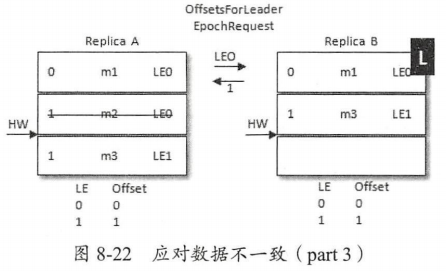 OffsetsForLeader
EpochRequest
Replica A
LEO
Replica B
L
0 m1 LE0
0 m1 LE0
1
1 m2 LE0
1 m3 LE1
HW
HW
1 m3 LE1
LE Offset
0 0
1 1
LE Offset
0 0
1 1
图 8-22 应对数据不一致（part 3）